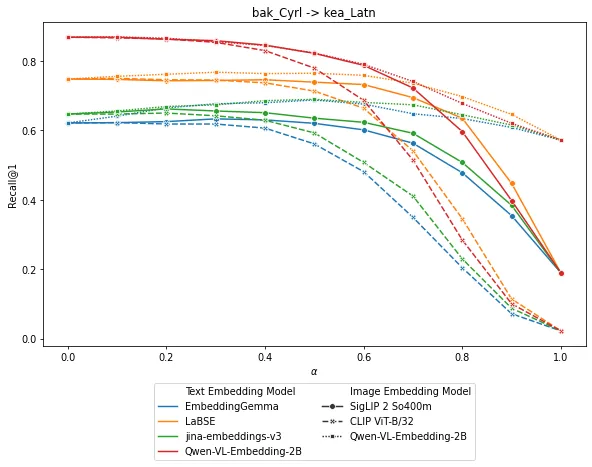 bak_Cyrl -> kea_Latn
Recall@1
0.8
0.6
0.4
0.2
0.0
0.0 0.2 0.4 0.6 0.8 1.0
α
Text Embedding Model Image Embedding Model
EmbeddingGemma SigLIP 2 So400m
LaBSE CLIP ViT-B/32
jina-embeddings-v3 Qwen-VL-Embedding-2B
Qwen-VL-Embedding-2B